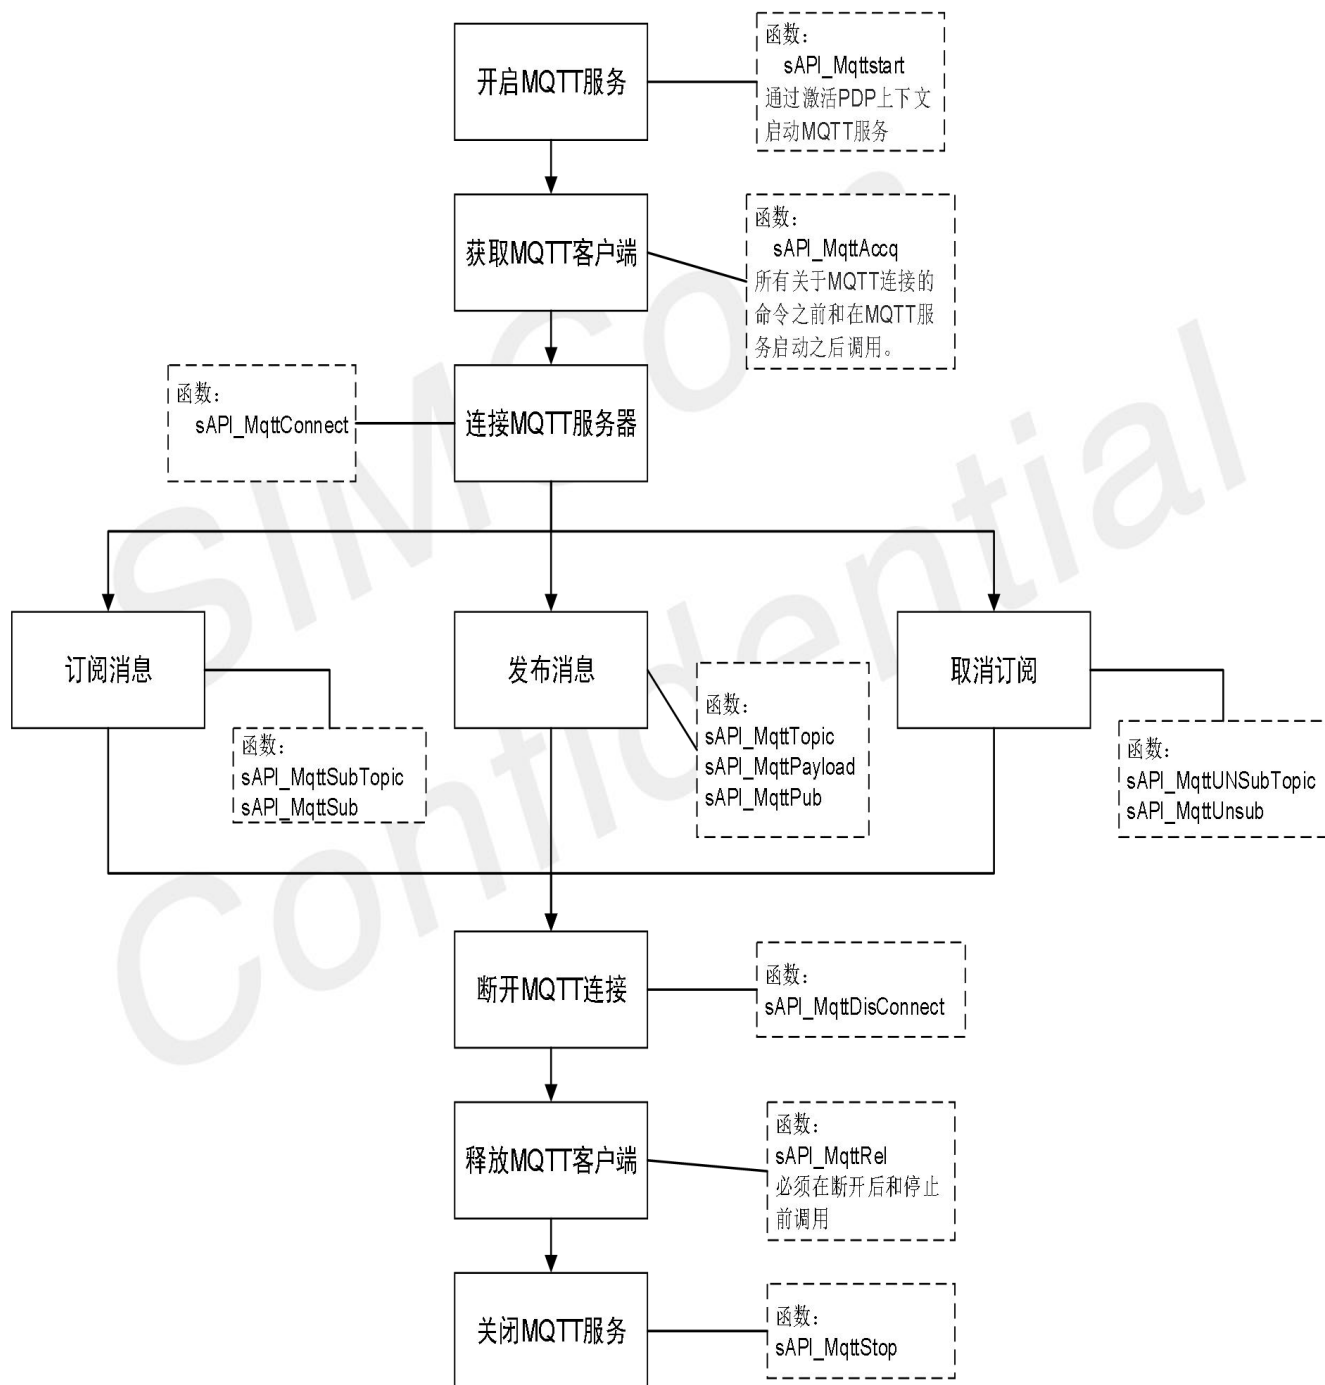 开启MQTT服务
函数：
sAPI_Mqttstart
通过激活PDP上下文
启动MQTT服务
获取MQTT客户端
函数：
sAPI_MqttAccq
所有关于MQTT连接的
命令之前和在MQTT服
务启动之后调用。
函数：
sAPI_MqttConnect
连接MQTT服务器
订阅消息
函数：
sAPI_MqttSubTopic
sAPI_MqttSub
发布消息
函数：
sAPI_MqttTopic
sAPI_MqttPayload
sAPI_MqttPub
取消订阅
函数：
sAPI_MqttUNSubTopic
sAPI_MqttUnsub
断开MQTT连接
函数：
sAPI_MqttDisConnect
释放MQTT客户端
函数：
sAPI_MqttRel
必须在断开后和停止
前调用
关闭MQTT服务
函数：
sAPI_MqttStop
SIMCo
Confidential